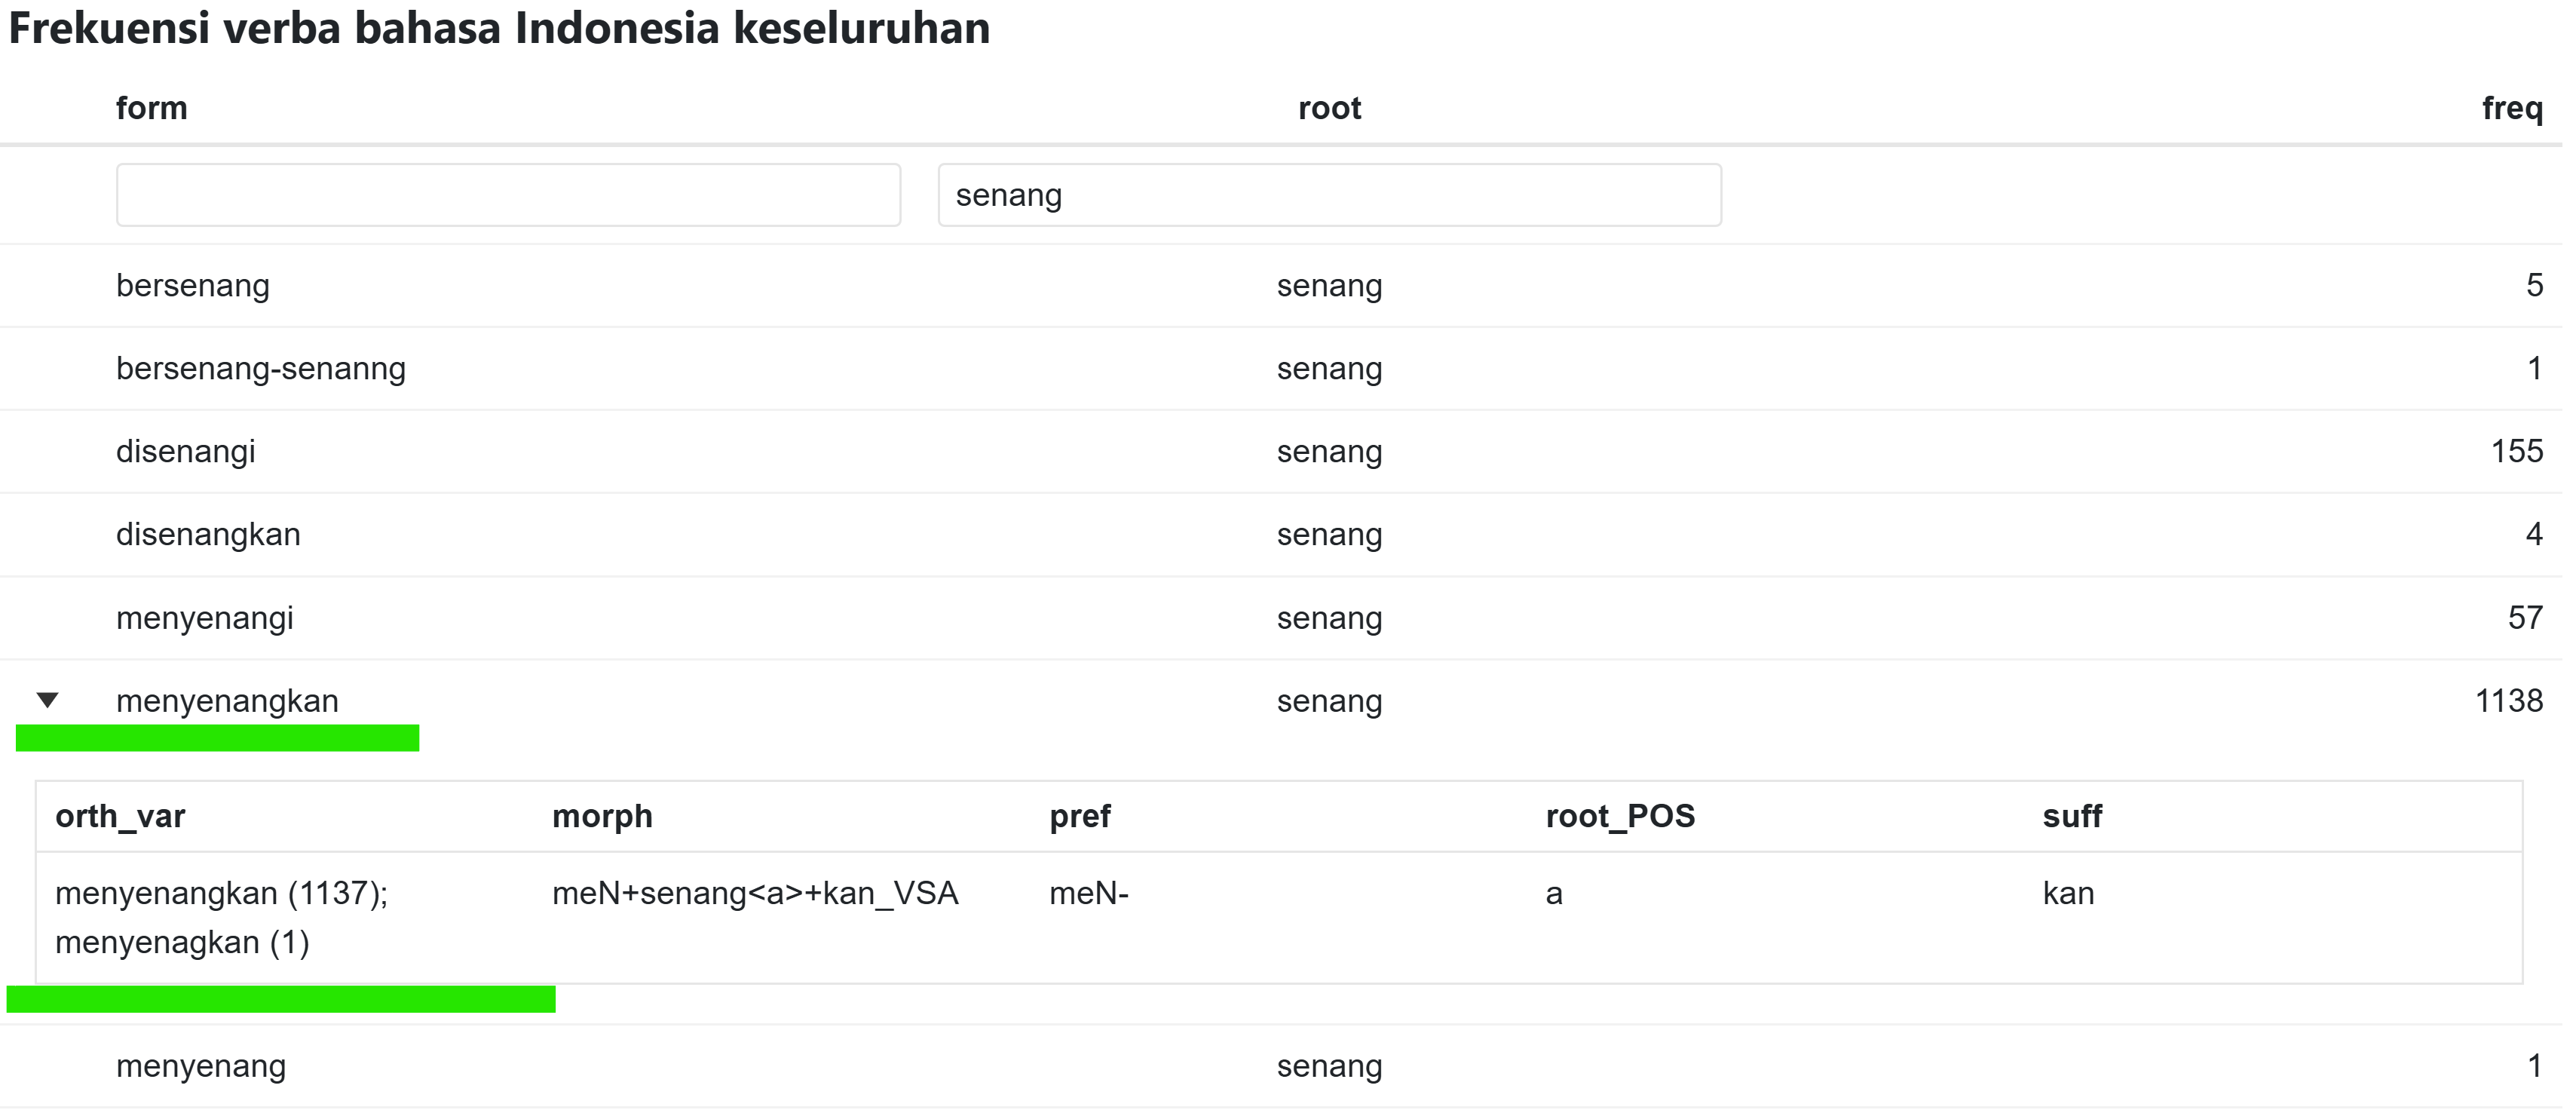 Frekuensi verba bahasa Indonesia keseluruhan
form root freq
senang
bersenang senang 5
bersenang-senanng senang 1
disenangi senang 155
disenangkan senang 4
menyenangi senang 57
menyenangkan senang 1138
orth_var morph pref root_POS suff
menyenangkan (1137); meN+senang<a>+kan_VSA meN- a kan
menyenagkan (1)
menyenang senang 1